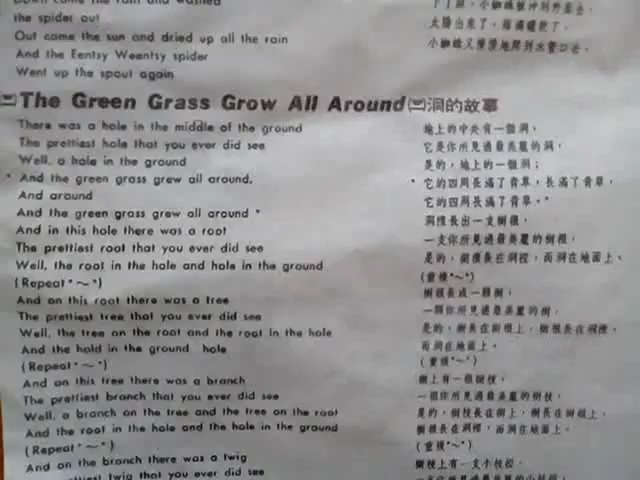 Down came the rain and washed
the spider out
Out came the sun and dried up all the rain
And the Eentsy Weentsy spider
Went up the spout again
太陽出來了,
小蜘蛛又慢慢地爬到水管口去。
㈢The Green Grass Grow All Around㈢洞的故事
There was a hole in the middle of the ground
The prettiest hole that you ever did see
Well, a hole in the ground
* And the green grass grew all around,
And around
And the green grass grew all around *
And in this hole there was a root
The prettiest root that you ever did see
Well, the root in the hole and hole in the ground
(Repeat * ~ *)
And on this root there was a tree
The prettiest tree that you ever did see
Well, the tree on the root and the root in the hole
And the hold in the ground hole
(Repeat * ~ *)
And on this tree there was a branch
The prettiest branch that you ever did see
Well, a branch on the tree and the tree on the root
And the root in the hole and the hole in the ground
(Repeat * ~ *)
And on the branch there was a twig
twig that you ever did see
地上的中央有一個洞,
它是你所見過最美麗的洞。
是的,地上的一個洞;
* 它的四周長滿了青草,長滿了青草,
它的四周長滿了青草。*
洞裡長出一支樹根,
一支你所見過最美麗的樹根,
是的,樹根長在洞裡,而洞在地面上。
(重複*~*)
樹根長成一顆樹,
一顆你所見過最美麗的樹,
是的,樹長在樹根上,樹根長在洞裡,
而洞在地面上。
(重複*~*)
樹上有一根樹枝,
一個你所見過最美麗的樹枝,
是的,樹枝長在樹上,樹長在樹根上,
樹根長在洞裡,而洞在地面上。
(重複*~*)
樹枝上有一支小枝椏,